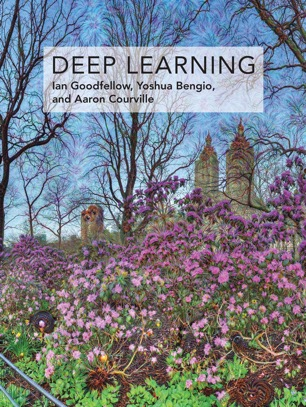 DEEP LEARNING
Ian Goodfellow, Yoshua Bengio,
and Aaron Courville